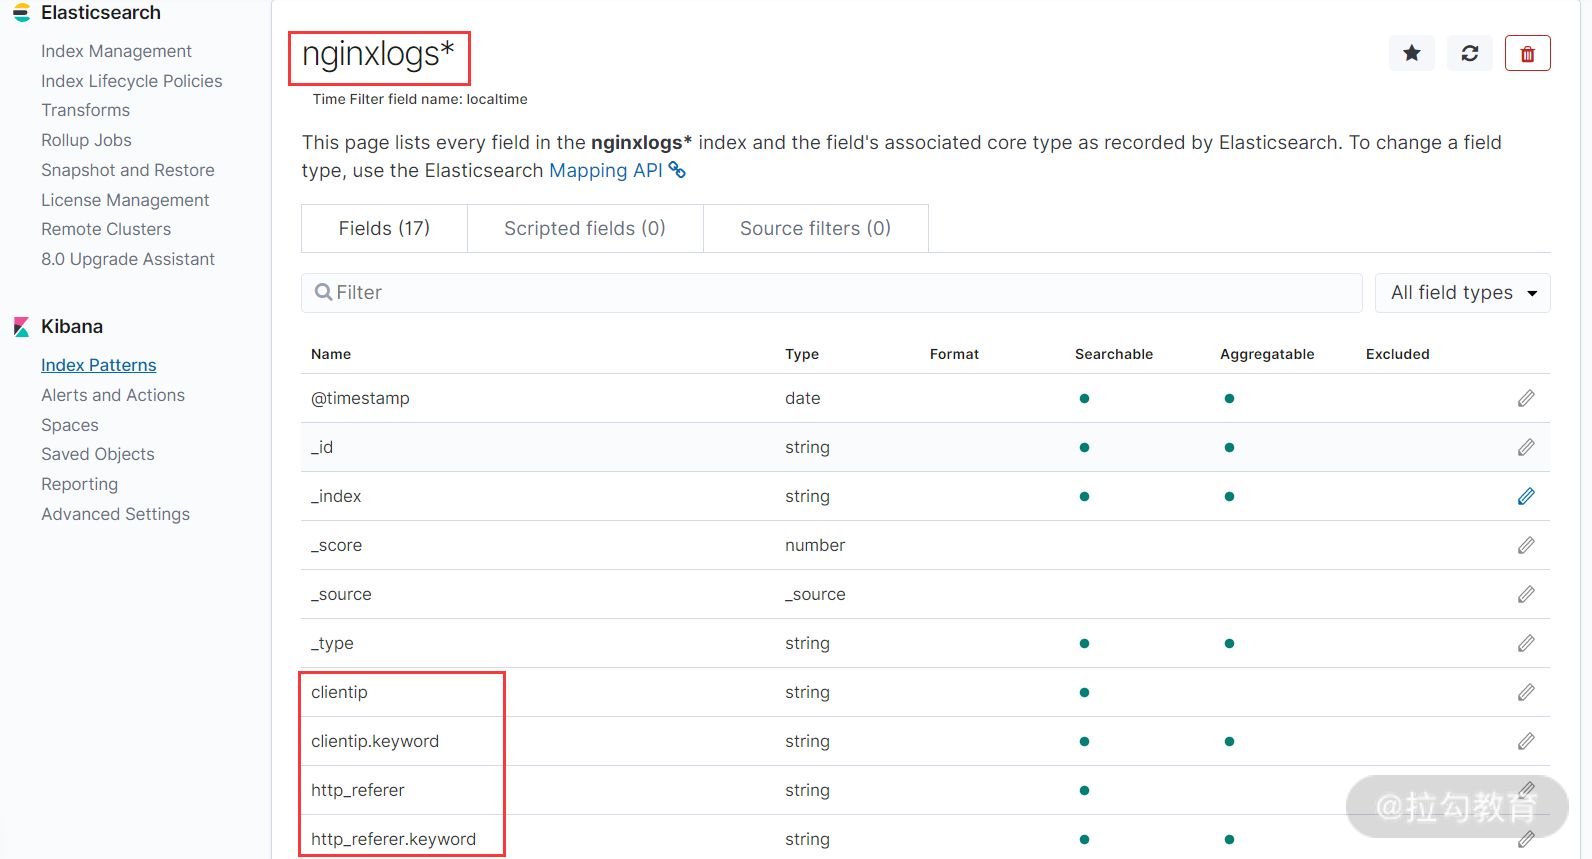 Elasticsearch
Index Management
Index Lifecycle Policies
Transforms
Rollup Jobs
Snapshot and Restore
License Management
Remote Clusters
8.0 Upgrade Assistant
Kibana
Index Patterns
Alerts and Actions
Spaces
Saved Objects
Reporting
Advanced Settings
nginxlogs*
Time Filter field name: localtime
This page lists every field in the nginxlogs* index and the field's associated core type as recorded by Elasticsearch. To change a field
type, use the Elasticsearch Mapping API
Fields (17) Scripted fields (0) Source filters (0)
Filter All field types
Name Type Format Searchable Aggregatable Excluded
@timestamp date
_id string
_index string
_score number
_source _source
_type string
clientip string
clientip.keyword string
http_referer string
http_referer.keyword string
@拉勾教育